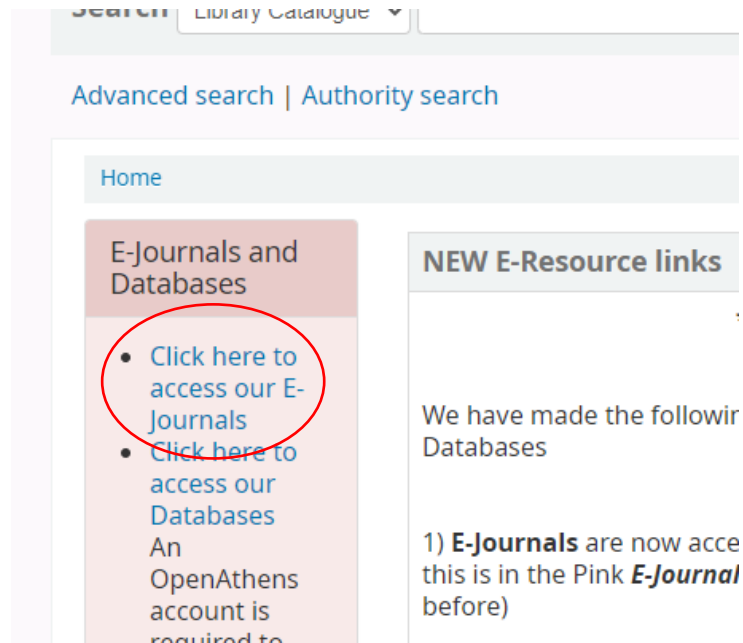 Search Library Catalogue
Advanced search | Authority search
Home
E-Journals and
Databases
Click here to
access our E-
Journals
Click here to
access our
Databases
An
OpenAthens
account is
required to
NEW E-Resource links
We have made the followin
Databases
1) E-Journals are now acce
this is in the Pink E-Journal
before)